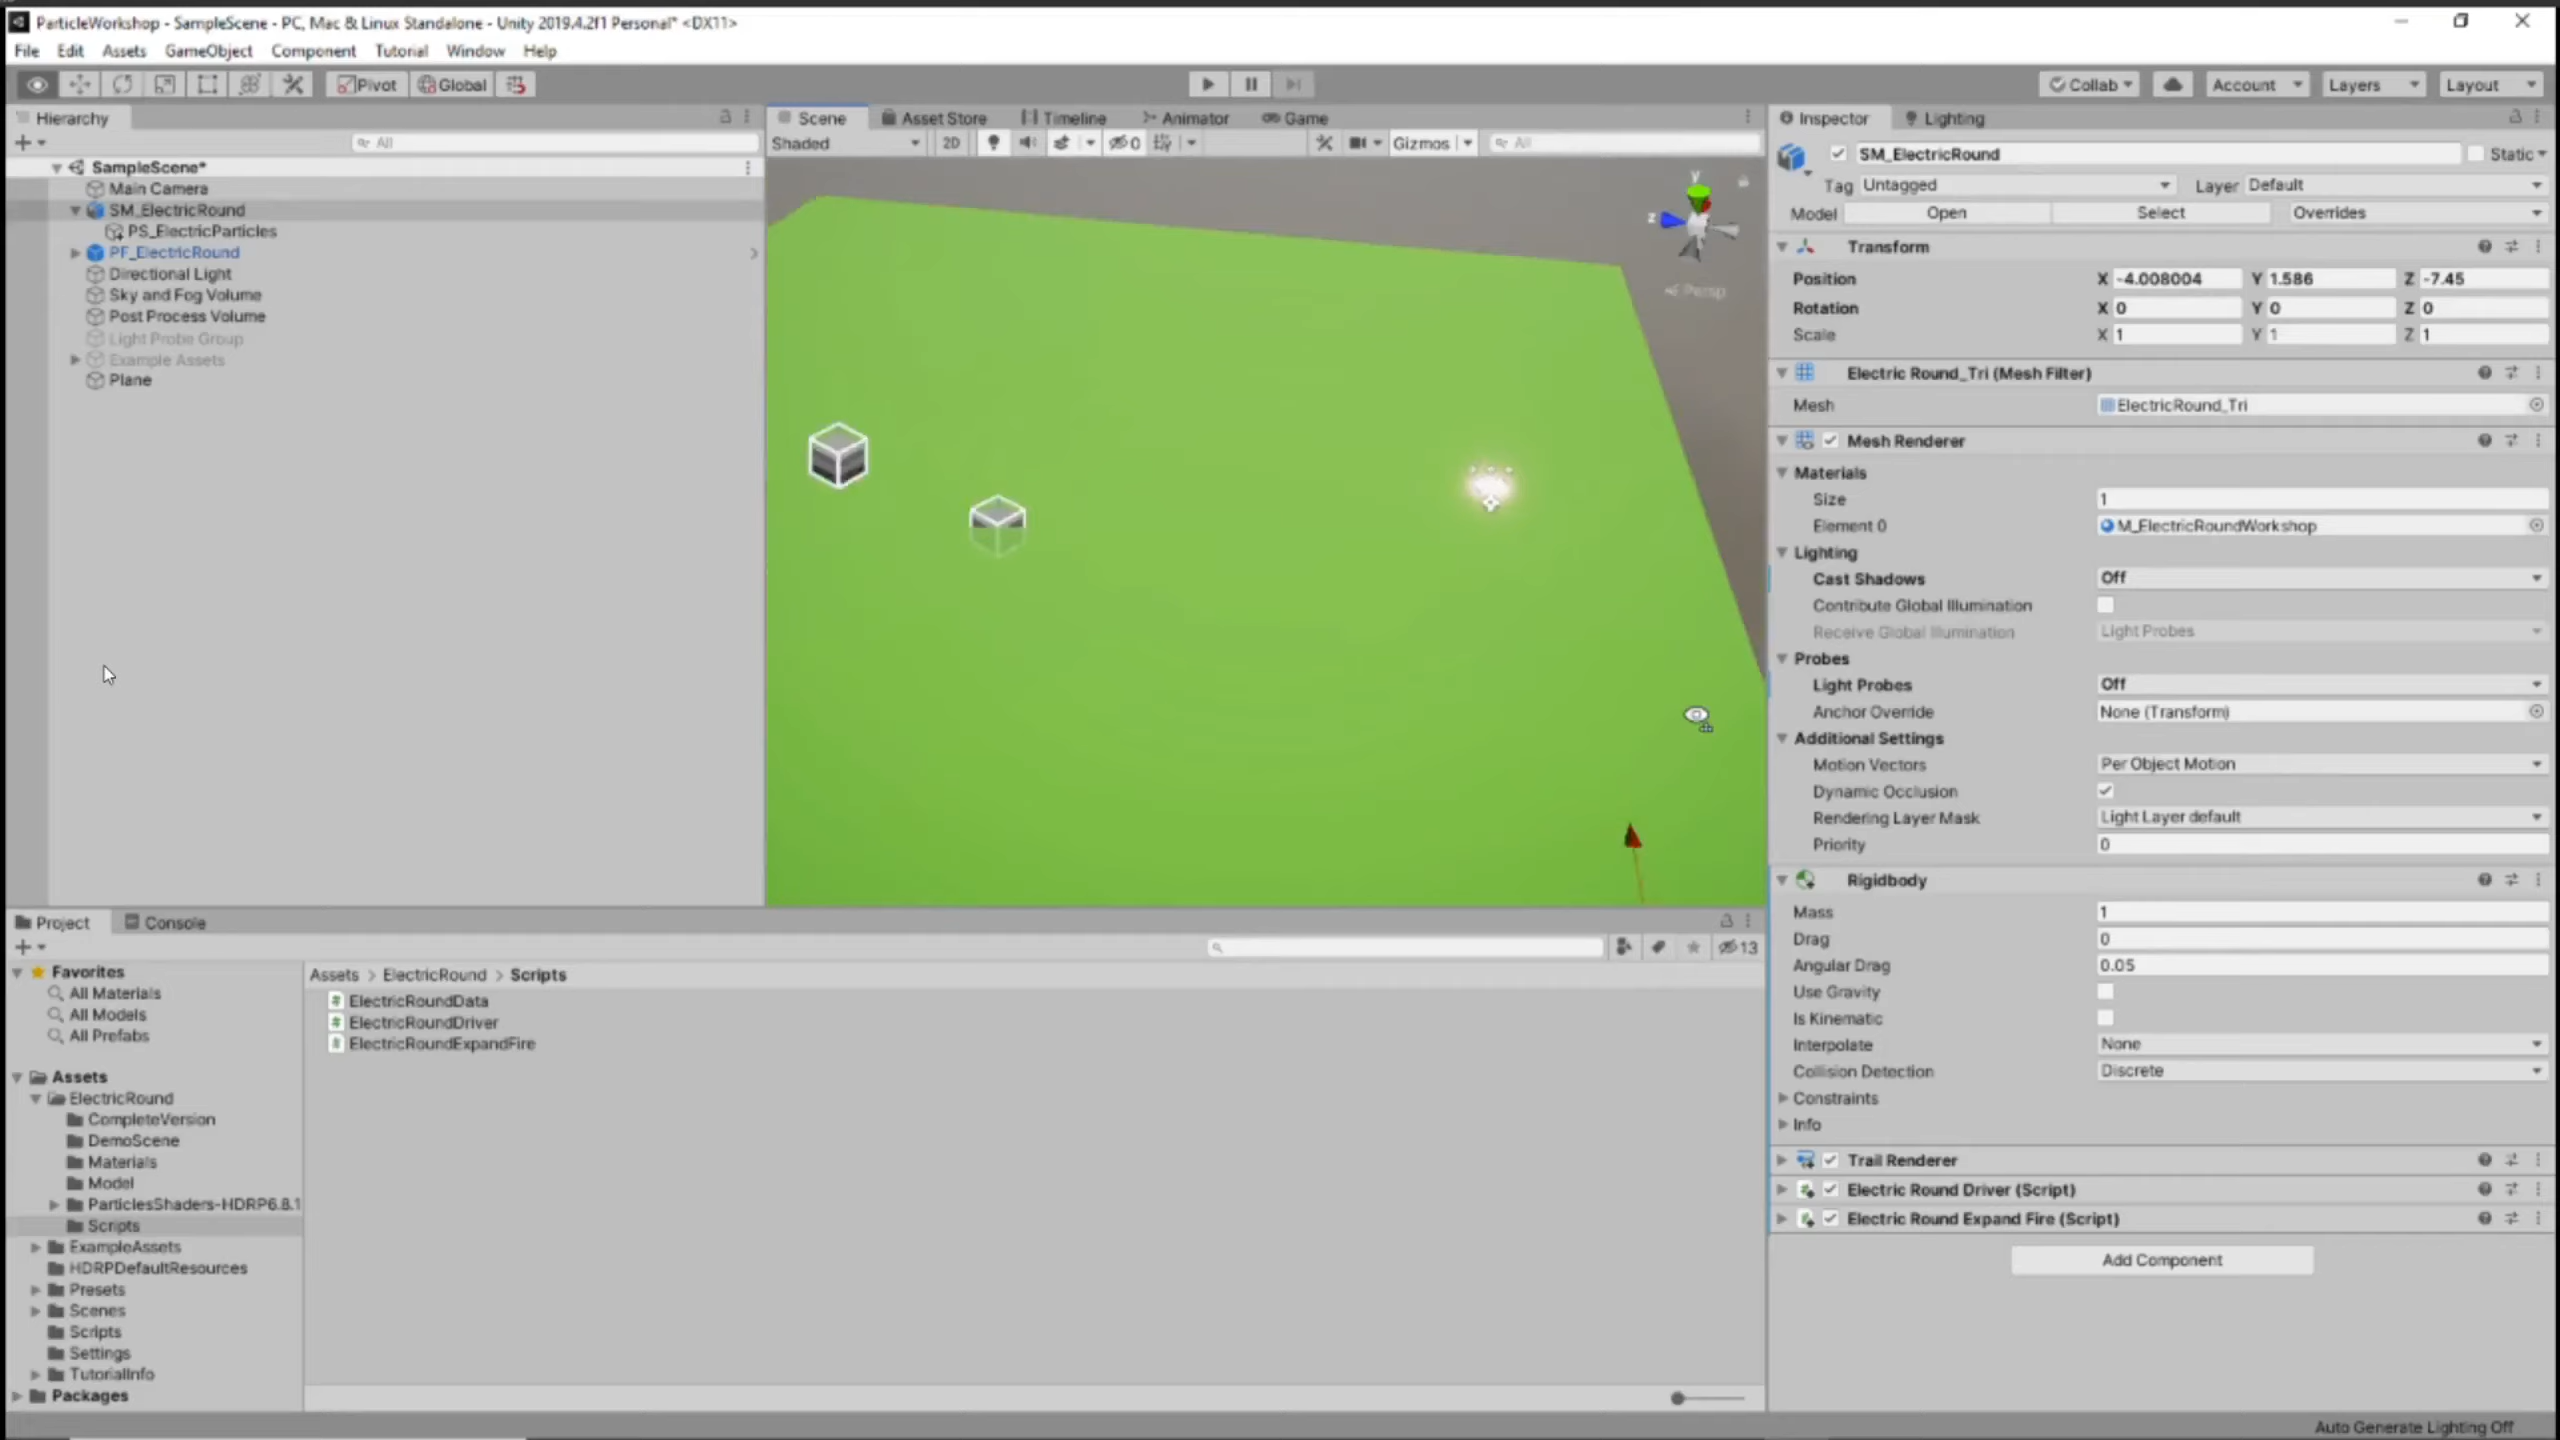 ParticleWorkshop - SampleScene - PC, Mac & Linux Standalone - Unity 2019.4.2f1 Personal* <DX11>
File Edit Assets GameObject Component Tutorial Window Help
Pivot Global Collab Account Layers Layout
Hierarchy
All
SampleScene*
Main Camera
SM_ElectricRound
PS_ElectricParticles
PF_ElectricRound
Directional Light
Sky and Fog Volume
Post Process Volume
Light Probe Group
Example Assets
Plane
Scene Asset Store Timeline Animator Game
Shaded 2D 0 Gizmos All
y
z
Persp
Inspector Lighting
SM_ElectricRound Static
Tag Untagged Layer Default
Model Open Select Overrides
Transform
Position X -4.008004 Y 1.586 Z -7.45
Rotation X 0 Y 0 Z 0
Scale X 1 Y 1 Z 1
Electric Round_Tri (Mesh Filter)
Mesh ElectricRound_Tri
Mesh Renderer
Materials
Size 1
Element 0 M_ElectricRoundWorkshop
Lighting
Cast Shadows Off
Contribute Global Illumination
Receive Global Illumination Light Probes
Probes
Light Probes Off
Anchor Override None (Transform)
Additional Settings
Motion Vectors Per Object Motion
Dynamic Occlusion
Rendering Layer Mask Light Layer default
Priority 0
Rigidbody
Mass 1
Drag 0
Angular Drag 0.05
Use Gravity
Is Kinematic
Interpolate None
Collision Detection Discrete
Constraints
Info
Trail Renderer
Electric Round Driver (Script)
Electric Round Expand Fire (Script)
Add Component
Project Console
13
Favorites
All Materials
All Models
All Prefabs
Assets
ElectricRound
CompleteVersion
DemoScene
Materials
Model
ParticlesShaders-HDRP6.8.1
Scripts
ExampleAssets
HDRPDefaultResources
Presets
Scenes
Scripts
Settings
TutorialInfo
Packages
Assets > ElectricRound > Scripts
ElectricRoundData
ElectricRoundDriver
ElectricRoundExpandFire
Auto Generate Lighting Off